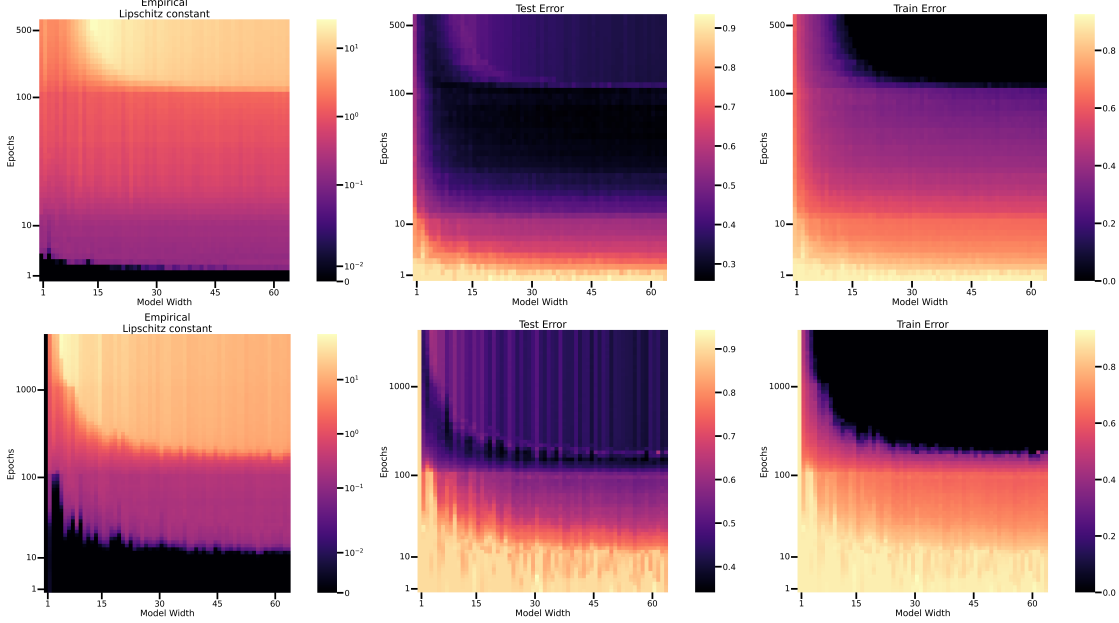 Empirical
Lipschitz constant
500
100
10
1
Epochs
1 15 30 45 60
Model Width
10^1
10^0
10^{-1}
10^{-2}
0
Test Error
500
100
10
1
Epochs
1 15 30 45 60
Model Width
0.9
0.8
0.7
0.6
0.5
0.4
0.3
Train Error
500
100
10
1
Epochs
1 15 30 45 60
Model Width
0.8
0.6
0.4
0.2
0.0
Empirical
Lipschitz constant
1000
100
10
1
Epochs
1 15 30 45 60
Model Width
10^1
10^0
10^{-1}
10^{-2}
0
Test Error
1000
100
10
1
Epochs
1 15 30 45 60
Model Width
0.9
0.8
0.7
0.6
0.5
0.4
Train Error
1000
100
10
1
Epochs
1 15 30 45 60
Model Width
0.8
0.6
0.4
0.2
0.0